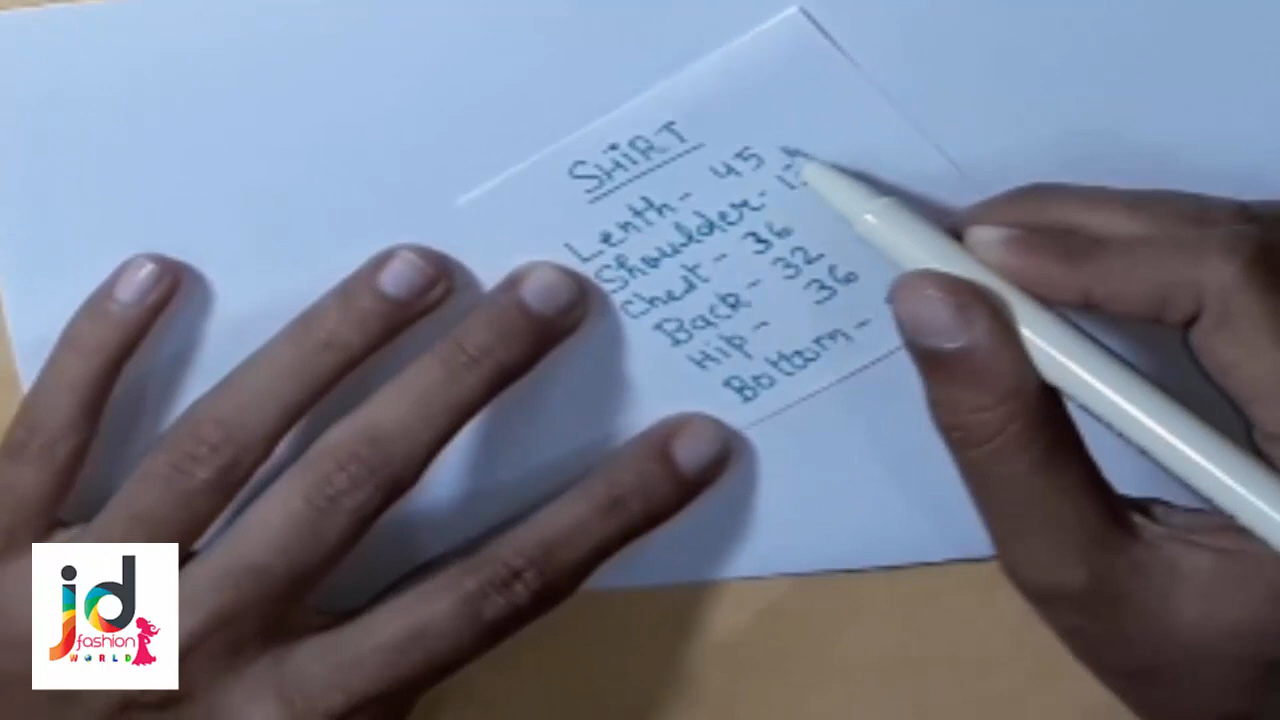 SHIRT
Lenth- 45
Shoulder-
Chest - 36
Back- 32
Hip- 36
Bottom-
jd
fashion
WORLD